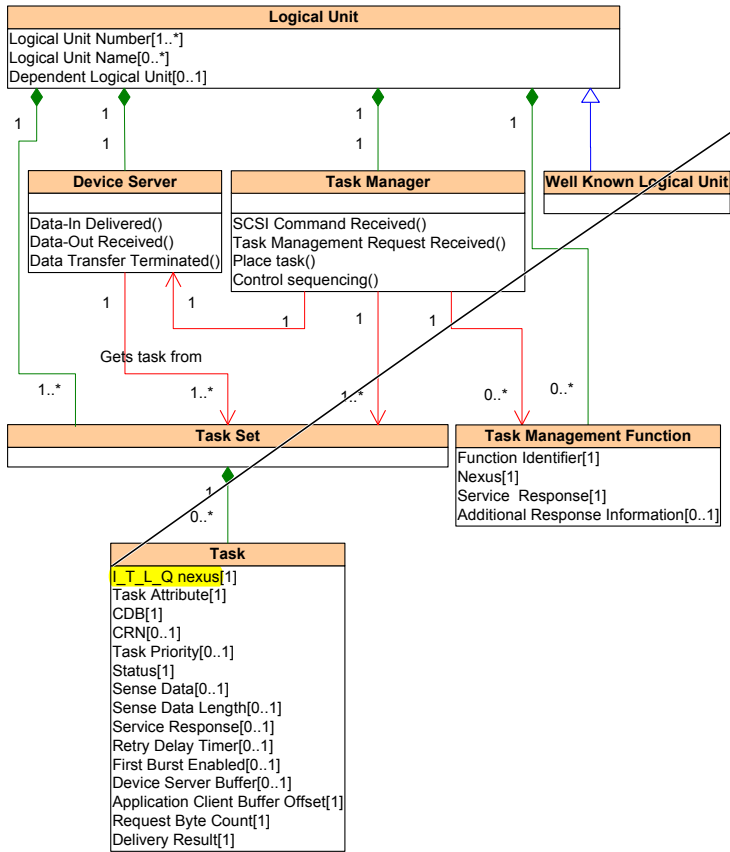 Logical Unit
Logical Unit Number[1..*]
Logical Unit Name[0..*]
Dependent Logical Unit[0..1]
1
1
1
1
1
1
Device Server
Data-In Delivered()
Data-Out Received()
Data Transfer Terminated()
Task Manager
SCSI Command Received()
Task Management Request Received()
Place task()
Control sequencing()
Well Known Logical Unit
1
1
1
1
1
Gets task from
1..*
1..*
1..*
0..*
0..*
Task Set
Task Management Function
Function Identifier[1]
Nexus[1]
Service Response[1]
Additional Response Information[0..1]
1
0..*
Task
I_T_L_Q nexus[1]
Task Attribute[1]
CDB[1]
CRN[0..1]
Task Priority[0..1]
Status[1]
Sense Data[0..1]
Sense Data Length[0..1]
Service Response[0..1]
Retry Delay Timer[0..1]
First Burst Enabled[0..1]
Device Server Buffer[0..1]
Application Client Buffer Offset[1]
Request Byte Count[1]
Delivery Result[1]